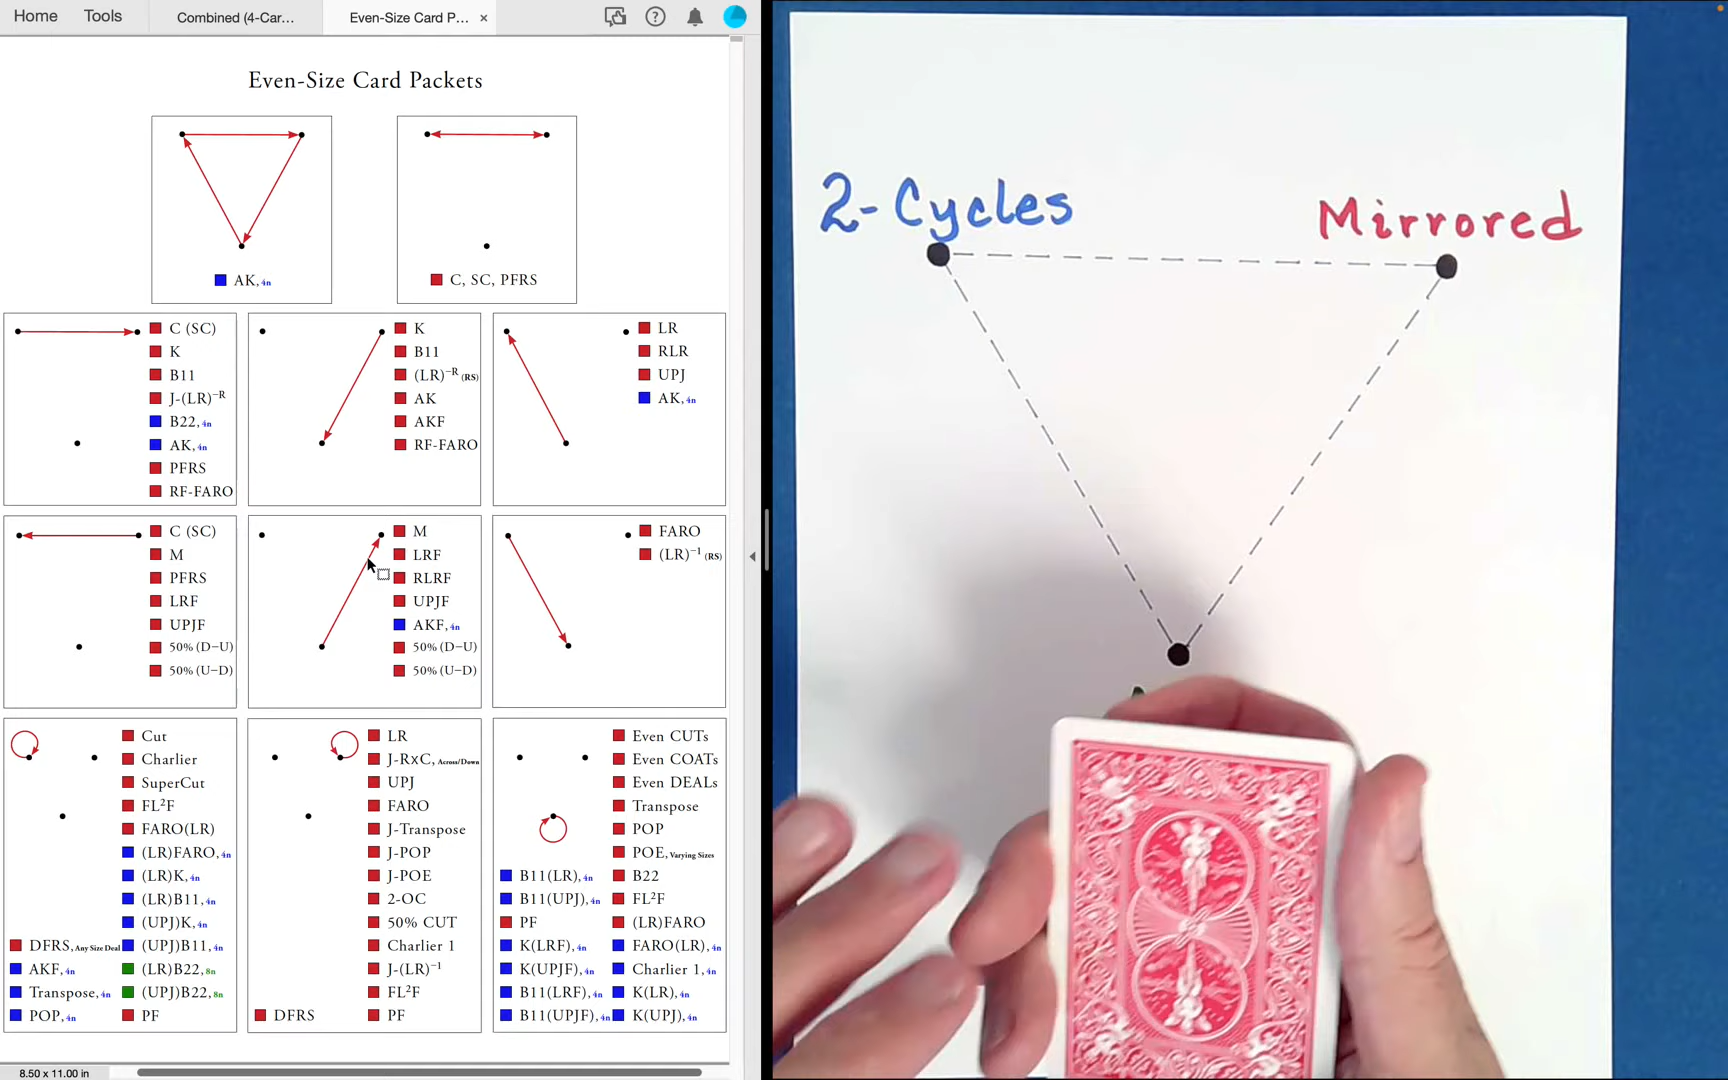 Home Tools Combined (4-Car... Even-Size Card P... ×
Even-Size Card Packets
AK, 4n
C, SC, PFRS
C (SC)
K
B11
J-(LR)⁻ᴿ
B22, 4n
AK, 4n
PFRS
RF-FARO
K
B11
(LR)⁻ᴿ (RS)
AK
AKF
RF-FARO
LR
RLR
UPJ
AK, 4n
C (SC)
M
PFRS
LRF
UPJF
50% (D–U)
50% (U–D)
M
LRF
RLRF
UPJF
AKF, 4n
50% (D–U)
50% (U–D)
FARO
(LR)⁻¹ (RS)
Cut
Charlier
SuperCut
FL²F
FARO(LR)
(LR)FARO, 4n
(LR)K, 4n
(LR)B11, 4n
(UPJ)K, 4n
DFRS, Any Size Deal (UPJ)B11, 4n
AKF, 4n (LR)B22, 8n
Transpose, 4n (UPJ)B22, 8n
POP, 4n PF
LR
J-RxC, Across/Down
UPJ
FARO
J-Transpose
J-POP
J-POE
2-OC
50% CUT
Charlier 1
J-(LR)⁻¹
FL²F
DFRS PF
Even CUTs
Even COATs
Even DEALs
Transpose
POP
POE, Varying Sizes
B11(LR), 4n B22
B11(UPJ), 4n FL²F
PF (LR)FARO
K(LRF), 4n FARO(LR), 4n
K(UPJF), 4n Charlier 1, 4n
B11(LRF), 4n K(LR), 4n
B11(UPJF), 4n K(UPJ), 4n
8.50 x 11.00 in
2-Cycles
Mirrored